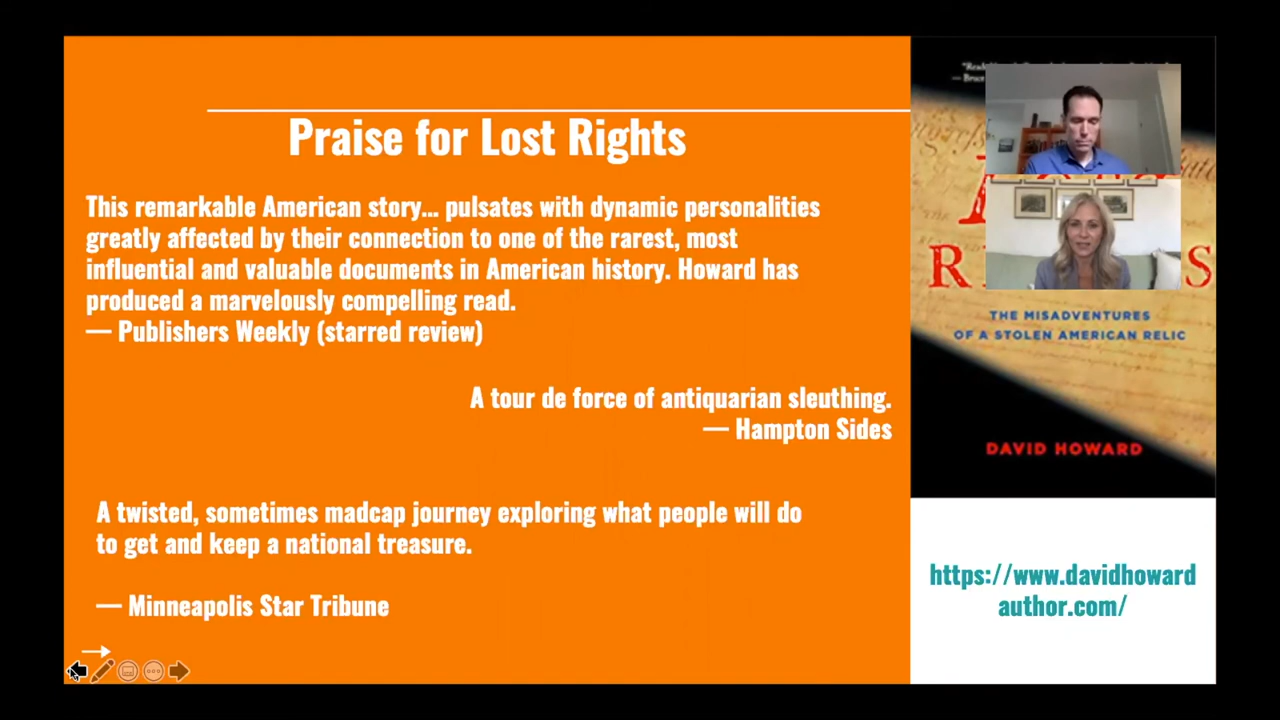 Praise for Lost Rights
This remarkable American story... pulsates with dynamic personalities
greatly affected by their connection to one of the rarest, most
influential and valuable documents in American history. Howard has
produced a marvelously compelling read.
— Publishers Weekly (starred review)
A tour de force of antiquarian sleuthing.
— Hampton Sides
A twisted, sometimes madcap journey exploring what people will do
to get and keep a national treasure.
— Minneapolis Star Tribune
THE MISADVENTURES
OF A STOLEN AMERICAN RELIC
DAVID HOWARD
https://www.davidhoward
author.com/